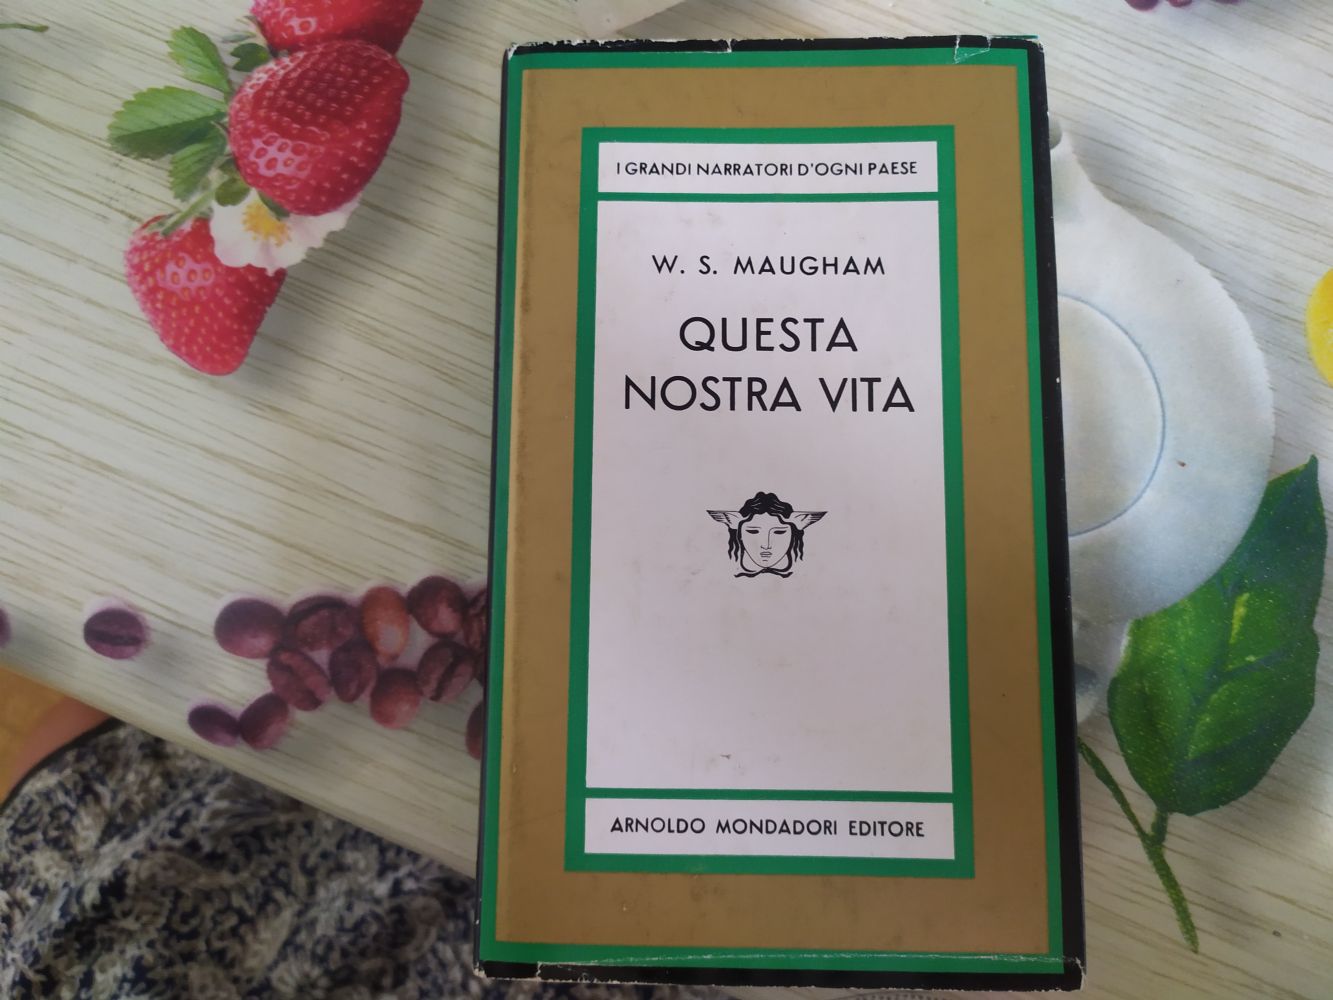 I GRANDI NARRATORI D'OGNI PAESE
W. S. MAUGHAM
QUESTA
NOSTRA VITA
ARNOLDO MONDADORI EDITORE